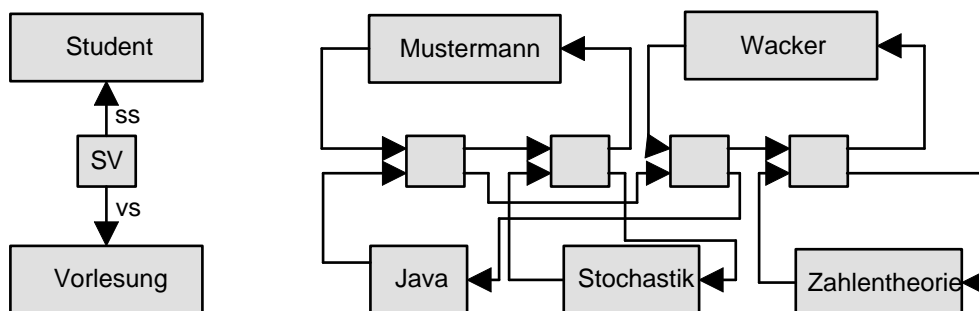 Student
ss
SV
vs
Vorlesung
Mustermann
Wacker
Java
Stochastik
Zahlentheorie